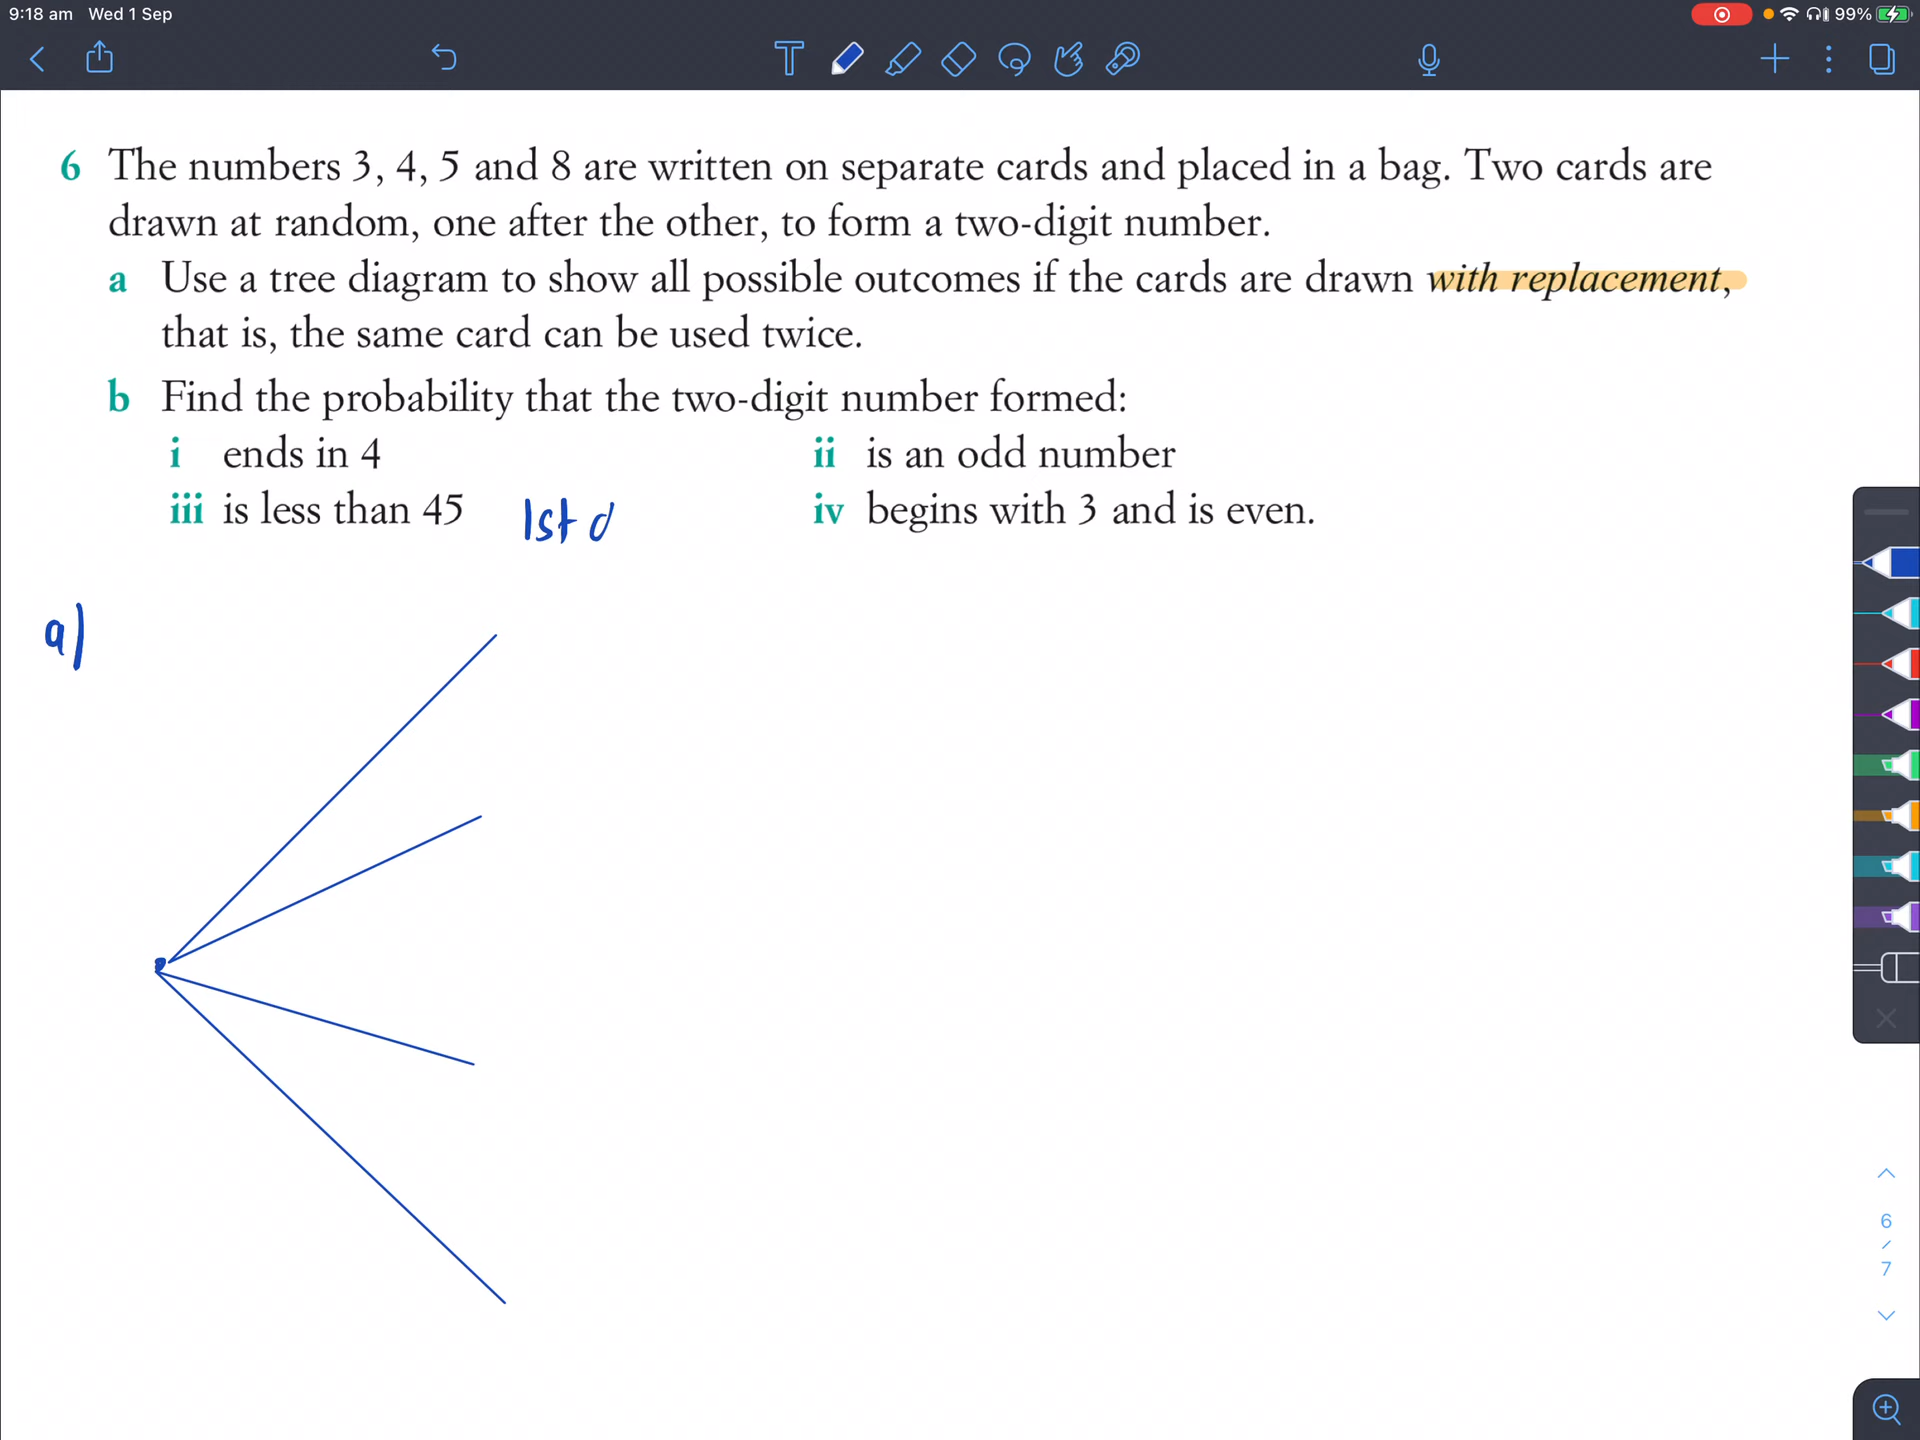 9:18 am Wed 1 Sep
99%
6 The numbers 3, 4, 5 and 8 are written on separate cards and placed in a bag. Two cards are
drawn at random, one after the other, to form a two-digit number.
a Use a tree diagram to show all possible outcomes if the cards are drawn with replacement,
that is, the same card can be used twice.
b Find the probability that the two-digit number formed:
i ends in 4
ii is an odd number
iii is less than 45
iv begins with 3 and is even.
1st d
a)
6
/
7